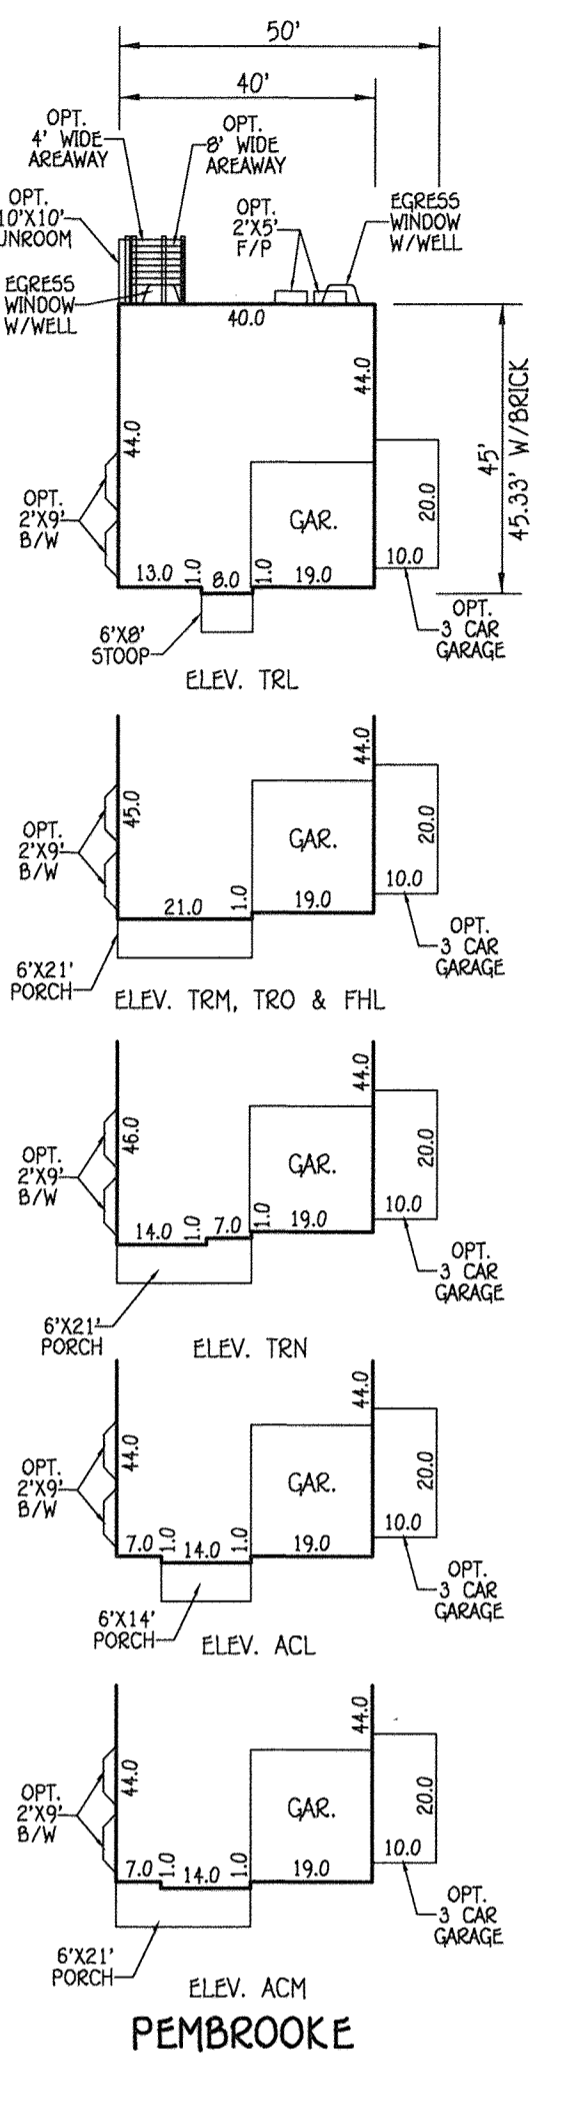 50'
40'
OPT.
4' WIDE
AREAWAY
OPT.
8' WIDE
AREAWAY
OPT.
10'X10'
UNROOM
OPT.
2'X5'
F/P
EGRESS
WINDOW
W/WELL
EGRESS
WINDOW
W/WELL
40.0
44.0
44.0
45'
45.33' W/BRICK
OPT.
2'X9'
B/W
GAR.
20.0
10.0
13.0
1.0
8.0
1.0
19.0
6'X8'
STOOP
OPT.
3 CAR
GARAGE
ELEV. TRL
44.0
45.0
OPT.
2'X9'
B/W
GAR.
20.0
10.0
21.0
1.0
19.0
6'X21'
PORCH
OPT.
3 CAR
GARAGE
ELEV. TRM, TRO & FHL
44.0
46.0
OPT.
2'X9'
B/W
GAR.
20.0
10.0
14.0
1.0
7.0
1.0
19.0
6'X21'
PORCH
OPT.
3 CAR
GARAGE
ELEV. TRN
44.0
44.0
OPT.
2'X9'
B/W
GAR.
20.0
10.0
7.0
1.0
14.0
1.0
19.0
6'X14'
PORCH
OPT.
3 CAR
GARAGE
ELEV. ACL
44.0
44.0
OPT.
2'X9'
B/W
GAR.
20.0
10.0
7.0
1.0
14.0
1.0
19.0
6'X21'
PORCH
OPT.
3 CAR
GARAGE
ELEV. ACM
PEMBROOKE